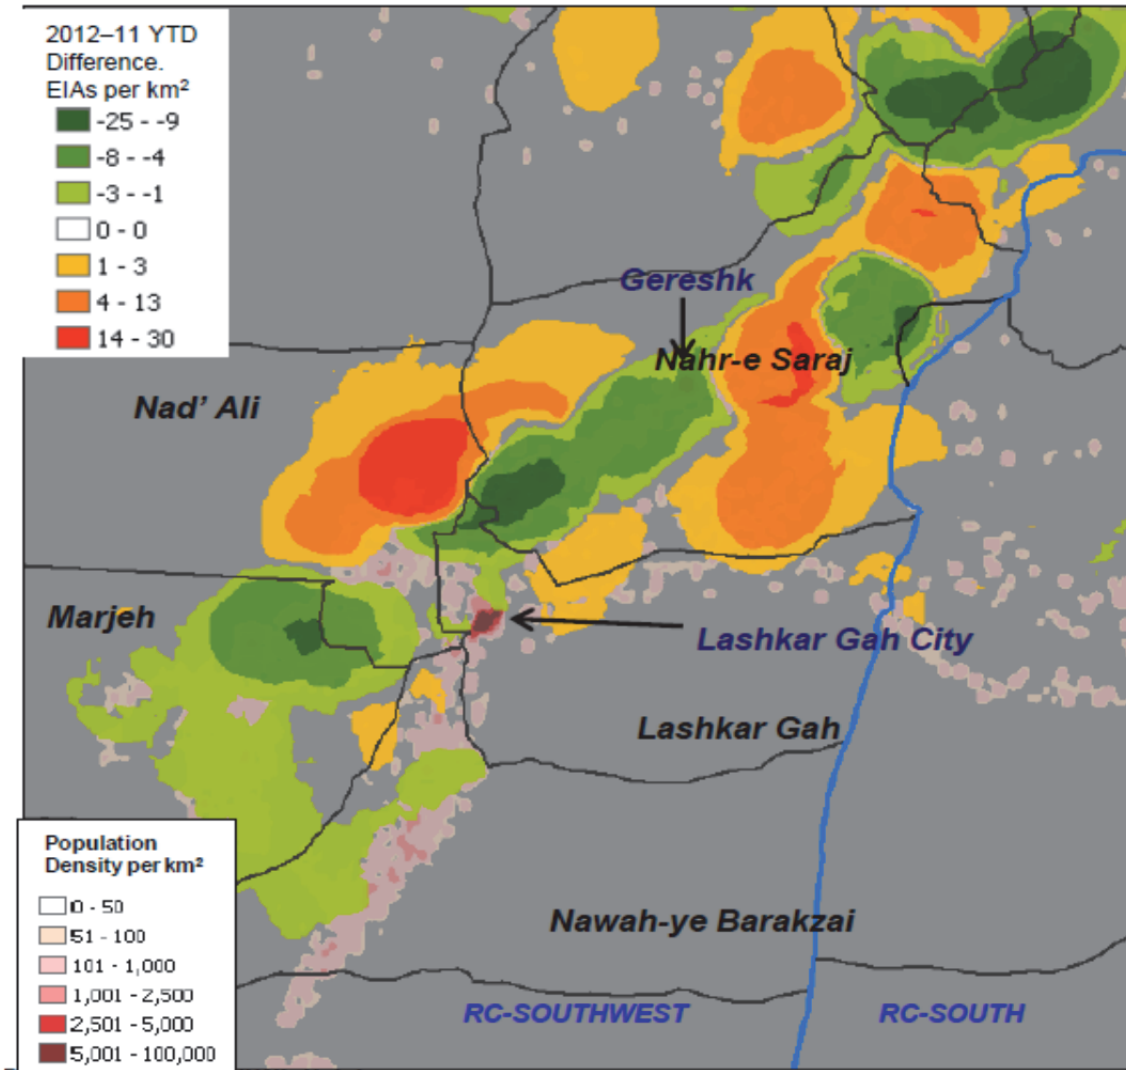 2012–11 YTD
Difference.
EIAs per km²
-25 - -9
-8 - -4
-3 - -1
0 - 0
1 - 3
4 - 13
14 - 30
Gereshk
Nahr-e Saraj
Nad' Ali
Marjeh
Lashkar Gah City
Lashkar Gah
Nawah-ye Barakzai
RC-SOUTHWEST
RC-SOUTH
Population
Density per km²
0 - 50
51 - 100
101 - 1,000
1,001 - 2,500
2,501 - 5,000
5,001 - 100,000